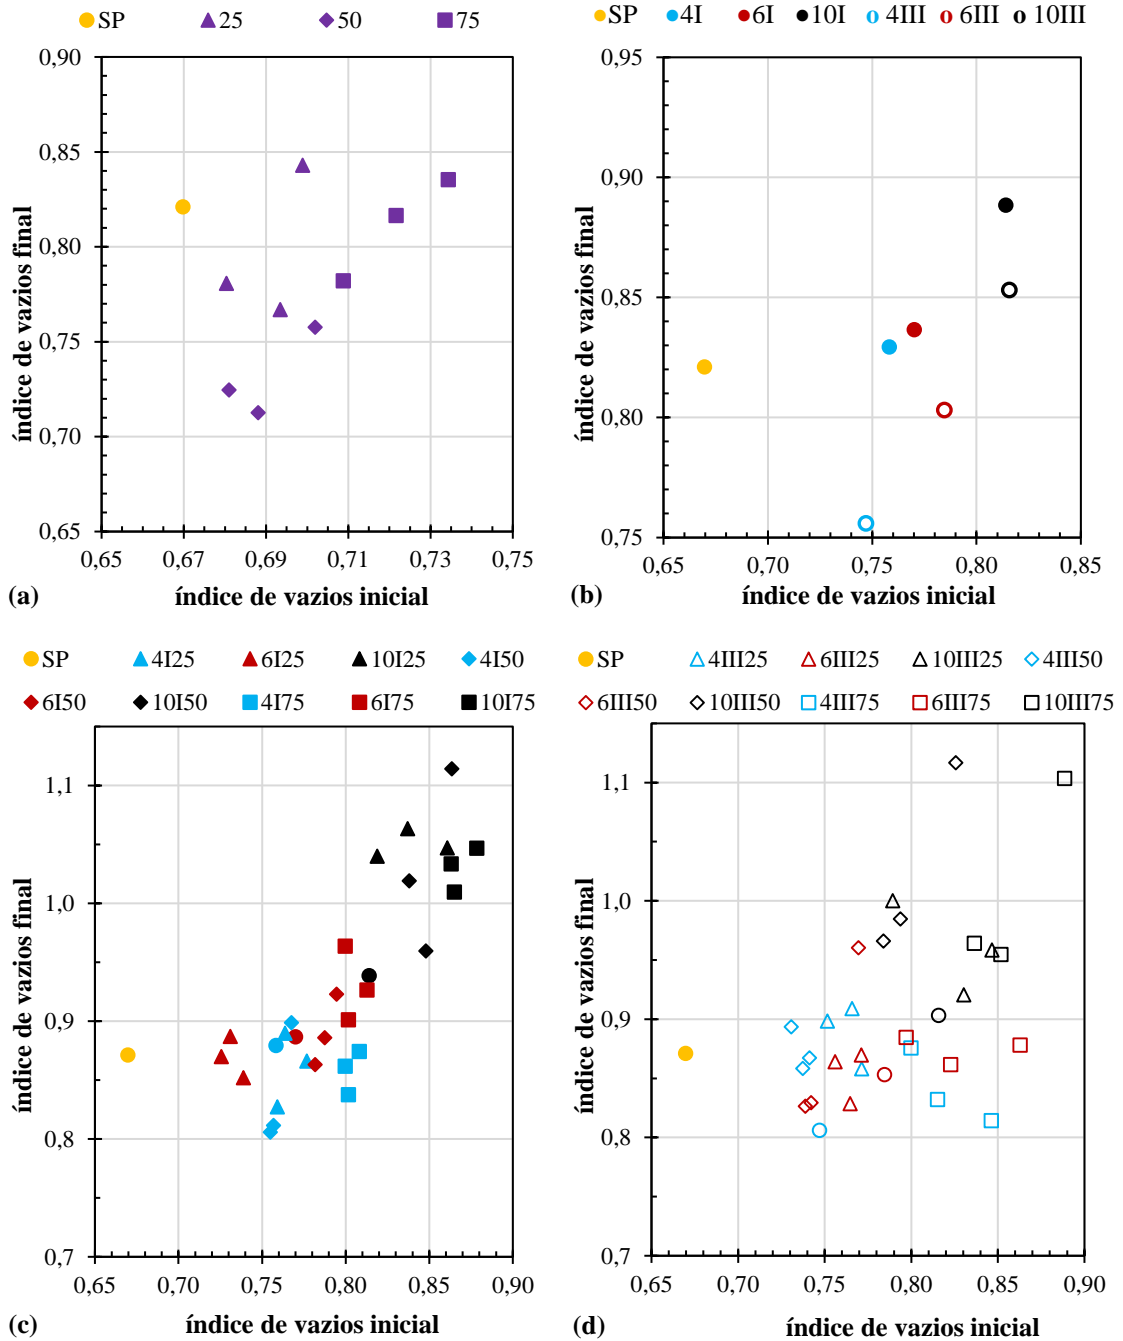 SP 25 50 75
0,90
0,85
0,80
0,75
0,70
0,65
0,65 0,67 0,69 0,71 0,73 0,75
índice de vazios final
índice de vazios inicial
(a)
SP 4I 6I 10I 4III 6III 10III
0,95
0,90
0,85
0,80
0,75
0,65 0,70 0,75 0,80 0,85
índice de vazios final
índice de vazios inicial
(b)
SP 4I25 6I25 10I25 4I50
6I50 10I50 4I75 6I75 10I75
1,1
1,0
0,9
0,8
0,7
0,65 0,70 0,75 0,80 0,85 0,90
índice de vazios final
índice de vazios inicial
(c)
SP 4III25 6III25 10III25 4III50
6III50 10III50 4III75 6III75 10III75
1,1
1,0
0,9
0,8
0,7
0,65 0,70 0,75 0,80 0,85 0,90
índice de vazios final
índice de vazios inicial
(d)